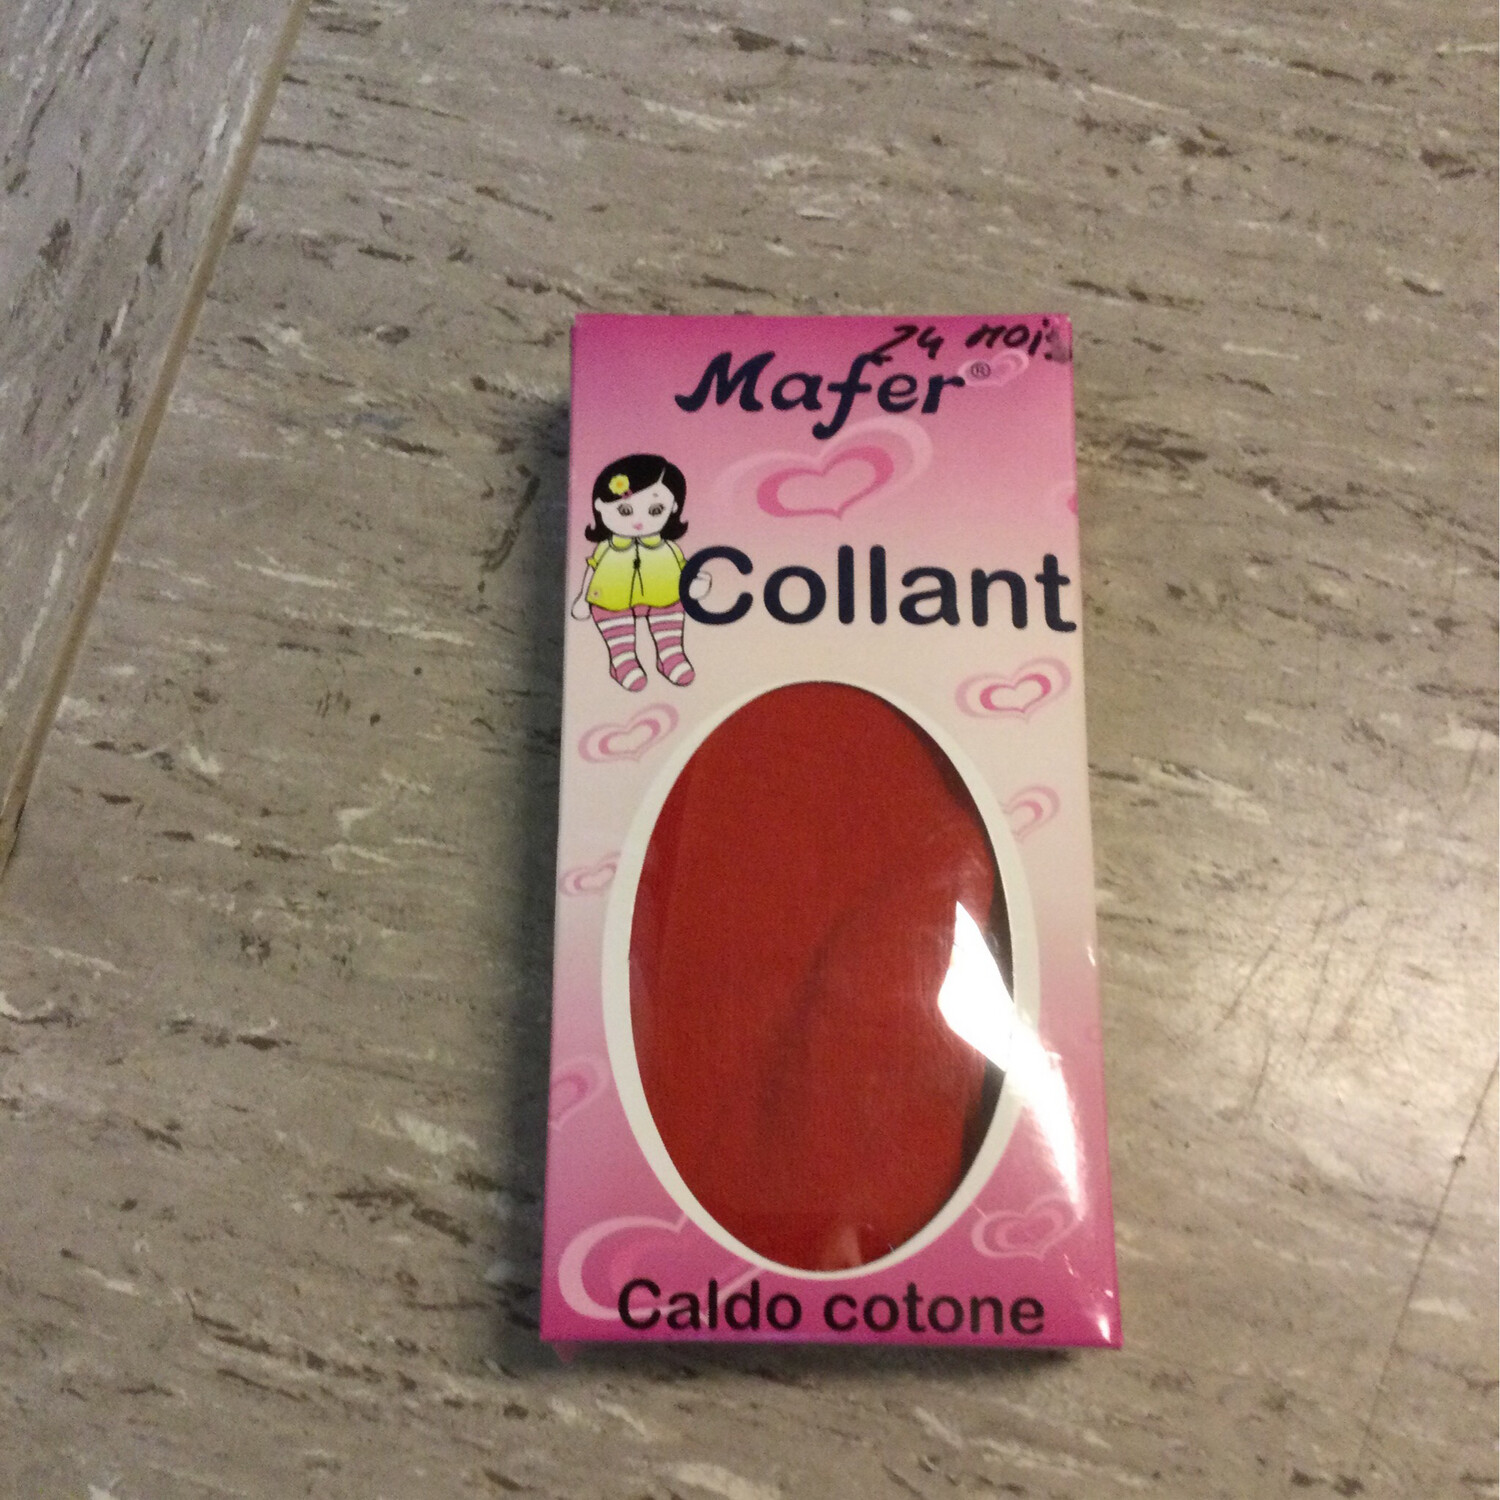 24 mois
Mafer®
Collant
Caldo cotone